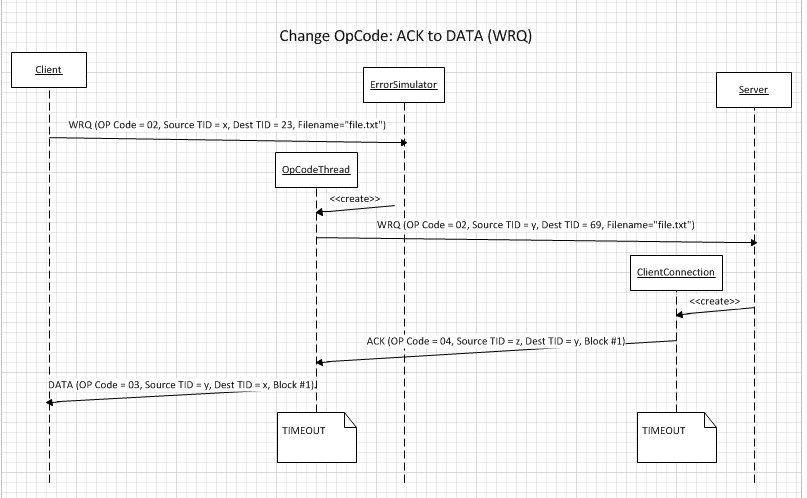 Change OpCode: ACK to DATA (WRQ)
Client
ErrorSimulator
Server
WRQ (OP Code = 02, Source TID = x, Dest TID = 23, Filename="file.txt")
OpCodeThread
<<create>>
WRQ (OP Code = 02, Source TID = y, Dest TID = 69, Filename="file.txt")
ClientConnection
<<create>>
ACK (OP Code = 04, Source TID = z, Dest TID = y, Block #1)
DATA (OP Code = 03, Source TID = y, Dest TID = x, Block #1)
TIMEOUT
TIMEOUT